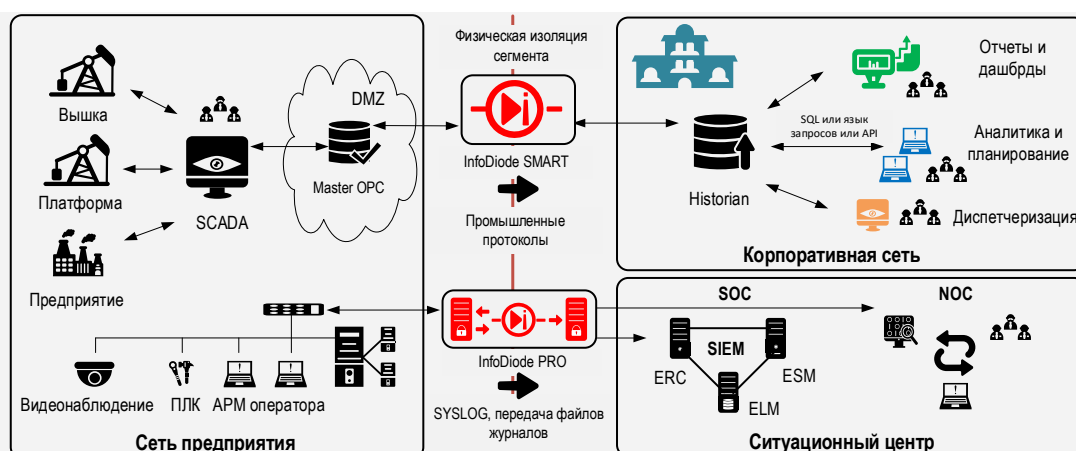 Вышка
Платформа
Предприятие
SCADA
DMZ
Master OPC
Видеонаблюдение
ПЛК
АРМ оператора
Сеть предприятия
Физическая изоляция
сегмента
InfoDiode SMART
Промышленные
протоколы
InfoDiode PRO
SYSLOG, передача файлов
журналов
Historian
SQL или язык
запросов или API
Отчеты и
дашбрды
Аналитика и
планирование
Диспетчеризация
Корпоративная сеть
SOC
NOC
SIEM
ERC
ESM
ELM
Ситуационный центр